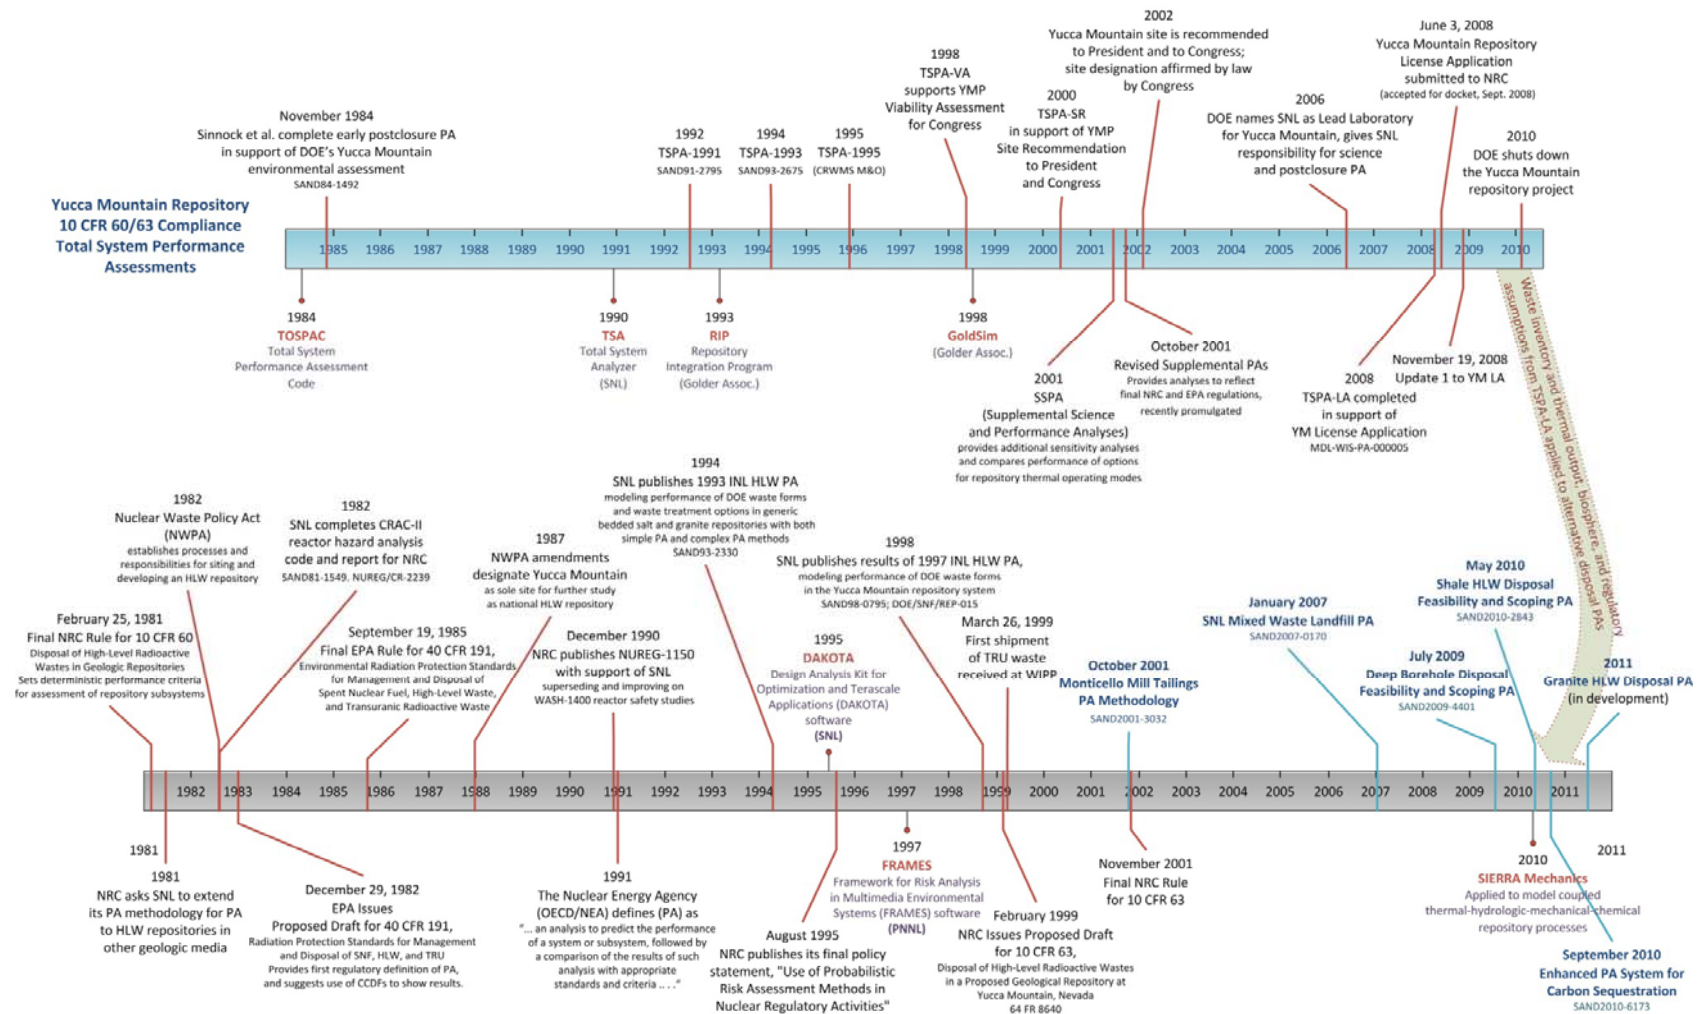 Yucca Mountain Repository
10 CFR 60/63 Compliance
Total System Performance
Assessments
November 1984
Sinnock et al. complete early postclosure PA
in support of DOE's Yucca Mountain
environmental assessment
SAND84-1492
1992
TSPA-1991
SAND91-2795
1994
TSPA-1993
SAND93-2675
1995
TSPA-1995
(CRWMS M&O)
1998
TSPA-VA
supports YMP
Viability Assessment
for Congress
2000
TSPA-SR
in support of YMP
Site Recommendation
to President
and Congress
2002
Yucca Mountain site is recommended
to President and to Congress;
site designation affirmed by law
by Congress
2006
DOE names SNL as Lead Laboratory
for Yucca Mountain, gives SNL
responsibility for science
and postclosure PA
June 3, 2008
Yucca Mountain Repository
License Application
submitted to NRC
(accepted for docket, Sept. 2008)
2010
DOE shuts down
the Yucca Mountain
repository project
1985 1986 1987 1988 1989 1990 1991 1992 1993 1994 1995 1996 1997 1998 1999 2000 2001 2002 2003 2004 2005 2006 2007 2008 2009 2010
1984
TOSPAC
Total System
Performance Assessment
Code
1990
TSA
Total System
Analyzer
(SNL)
1993
RIP
Repository
Integration Program
(Golder Assoc.)
1998
GoldSim
(Golder Assoc.)
2001
SSPA
(Supplemental Science
and Performance Analyses)
provides additional sensitivity analyses
and compares performance of options
for repository thermal operating modes
October 2001
Revised Supplemental PAs
Provides analyses to reflect
final NRC and EPA regulations,
recently promulgated
2008
TSPA-LA completed
in support of
YM License Application
MDL-WIS-PA-000005
November 19, 2008
Update 1 to YM LA
Waste inventory and thermal output, biosphere, and regulatory
assumptions from TSPA-LA applied to alternative disposal PAs
February 25, 1981
Final NRC Rule for 10 CFR 60
Disposal of High-Level Radioactive
Wastes in Geologic Repositories
Sets deterministic performance criteria
for assessment of repository subsystems
1982
Nuclear Waste Policy Act
(NWPA)
establishes processes and
responsibilities for siting and
developing an HLW repository
1982
SNL completes CRAC-II
reactor hazard analysis
code and report for NRC
SAND81-1549. NUREG/CR-2239
September 19, 1985
Final EPA Rule for 40 CFR 191,
Environmental Radiation Protection Standards
for Management and Disposal of
Spent Nuclear Fuel, High-Level Waste,
and Transuranic Radioactive Waste
1987
NWPA amendments
designate Yucca Mountain
as sole site for further study
as national HLW repository
December 1990
NRC publishes NUREG-1150
with support of SNL
superseding and improving on
WASH-1400 reactor safety studies
1994
SNL publishes 1993 INL HLW PA
modeling performance of DOE waste forms
and waste treatment options in generic
bedded salt and granite repositories with both
simple PA and complex PA methods
SAND93-2330
1995
DAKOTA
Design Analysis Kit for
Optimization and Terascale
Applications (DAKOTA)
software
(SNL)
1998
SNL publishes results of 1997 INL HLW PA,
modeling performance of DOE waste forms
in the Yucca Mountain repository system
SAND98-0795; DOE/SNF/REP-015
March 26, 1999
First shipment
of TRU waste
received at WIPP
October 2001
Monticello Mill Tailings
PA Methodology
SAND2001-3032
January 2007
SNL Mixed Waste Landfill PA
SAND2007-0170
July 2009
Deep Borehole Disposal
Feasibility and Scoping PA
SAND2009-4401
May 2010
Shale HLW Disposal
Feasibility and Scoping PA
SAND2010-2843
2011
Granite HLW Disposal PA
(in development)
1982 1983 1984 1985 1986 1987 1988 1989 1990 1991 1992 1993 1994 1995 1996 1997 1998 1999 2000 2001 2002 2003 2004 2005 2006 2007 2008 2009 2010 2011
1981
1981
NRC asks SNL to extend
its PA methodology for PA
to HLW repositories in
other geologic media
December 29, 1982
EPA Issues
Proposed Draft for 40 CFR 191,
Radiation Protection Standards for Management
and Disposal of SNF, HLW, and TRU
Provides first regulatory definition of PA,
and suggests use of CCDFs to show results.
1991
The Nuclear Energy Agency
(OECD/NEA) defines (PA) as
"... an analysis to predict the performance
of a system or subsystem, followed by
a comparison of the results of such
analysis with appropriate
standards and criteria . . . ."
August 1995
NRC publishes its final policy
statement, "Use of Probabilistic
Risk Assessment Methods in
Nuclear Regulatory Activities"
1997
FRAMES
Framework for Risk Analysis
in Multimedia Environmental
Systems (FRAMES) software
(PNNL)
February 1999
NRC Issues Proposed Draft
for 10 CFR 63,
Disposal of High-Level Radioactive Wastes
in a Proposed Geological Repository at
Yucca Mountain, Nevada
64 FR 8640
November 2001
Final NRC Rule
for 10 CFR 63
2010
SIERRA Mechanics
Applied to model coupled
thermal-hydrologic-mechanical-chemical
repository processes
2011
September 2010
Enhanced PA System for
Carbon Sequestration
SAND2010-6173